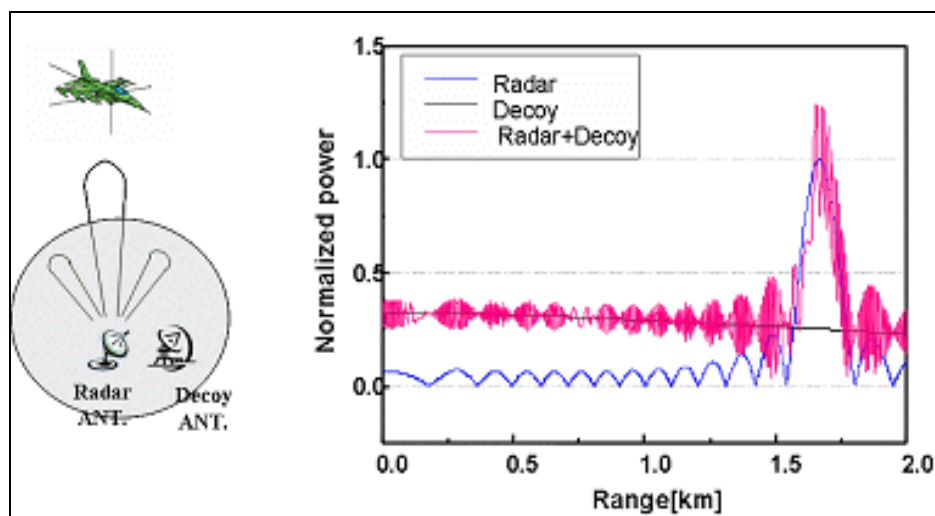 Radar
ANT.
Decoy
ANT.
Normalized power
1.5
1.0
0.5
0.0
Radar
Decoy
Radar+Decoy
0.0 0.5 1.0 1.5 2.0
Range[km]